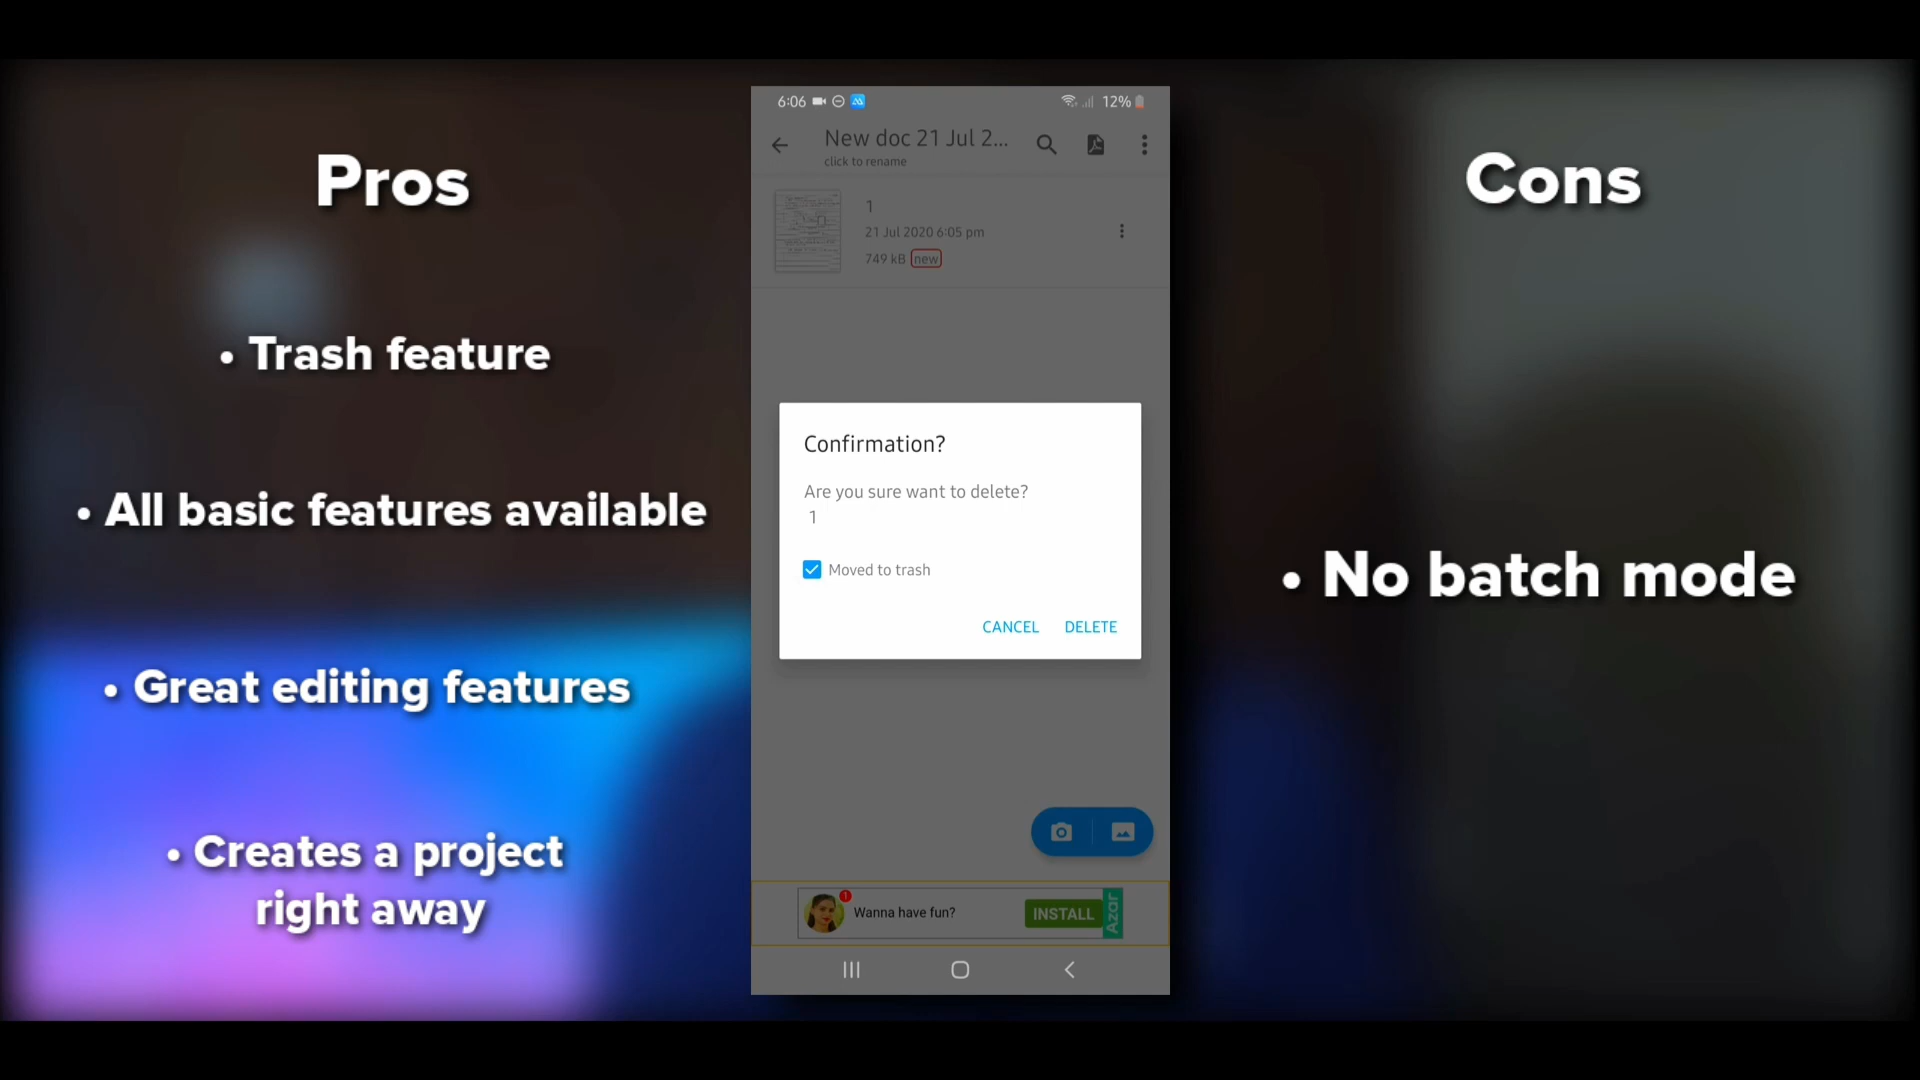 Pros
• Trash feature
• All basic features available
• Great editing features
• Creates a project
right away
6:06
12%
New doc 21 Jul 2...
click to rename
1
21 Jul 2020 6:05 pm
749 kB new
Confirmation?
Are you sure want to delete?
1
Moved to trash
CANCEL DELETE
1
Wanna have fun?
INSTALL
Azar
Cons
• No batch mode